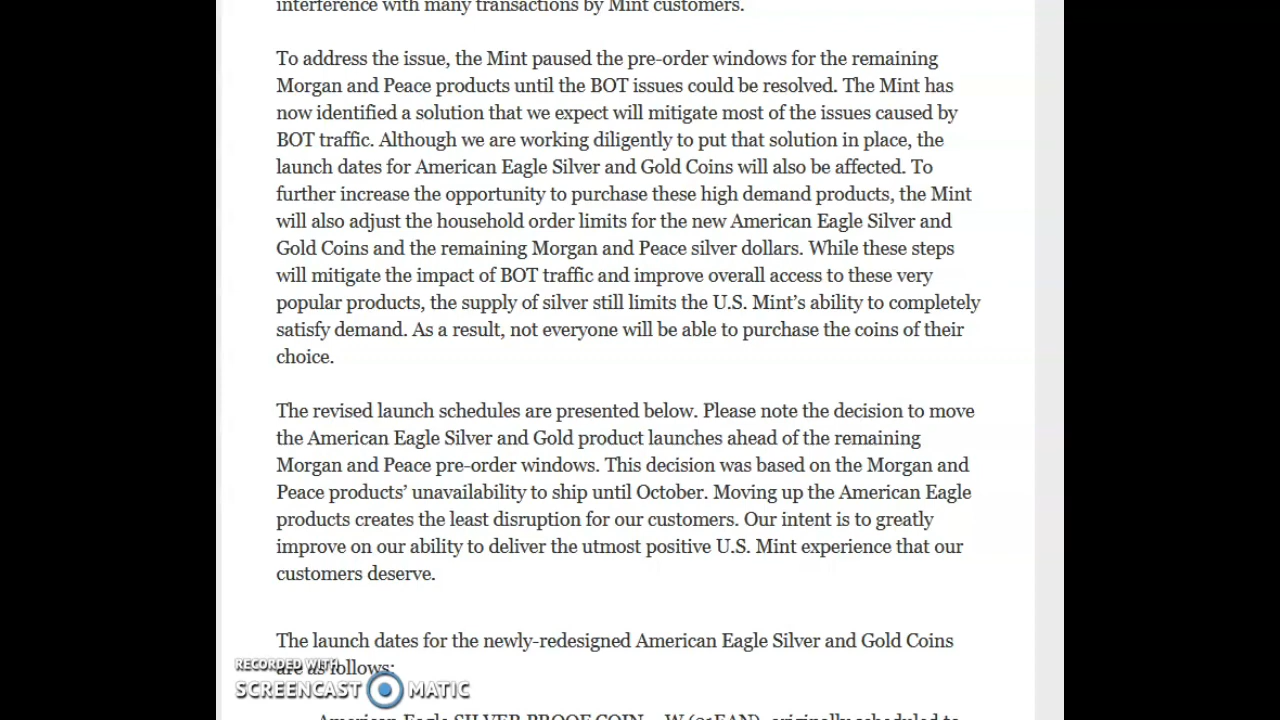 interference with many transactions by Mint customers.
To address the issue, the Mint paused the pre-order windows for the remaining
Morgan and Peace products until the BOT issues could be resolved. The Mint has
now identified a solution that we expect will mitigate most of the issues caused by
BOT traffic. Although we are working diligently to put that solution in place, the
launch dates for American Eagle Silver and Gold Coins will also be affected. To
further increase the opportunity to purchase these high demand products, the Mint
will also adjust the household order limits for the new American Eagle Silver and
Gold Coins and the remaining Morgan and Peace silver dollars. While these steps
will mitigate the impact of BOT traffic and improve overall access to these very
popular products, the supply of silver still limits the U.S. Mint’s ability to completely
satisfy demand. As a result, not everyone will be able to purchase the coins of their
choice.
The revised launch schedules are presented below. Please note the decision to move
the American Eagle Silver and Gold product launches ahead of the remaining
Morgan and Peace pre-order windows. This decision was based on the Morgan and
Peace products’ unavailability to ship until October. Moving up the American Eagle
products creates the least disruption for our customers. Our intent is to greatly
improve on our ability to deliver the utmost positive U.S. Mint experience that our
customers deserve.
The launch dates for the newly-redesigned American Eagle Silver and Gold Coins
are as follows:
RECORDED WITH
SCREENCAST MATIC
American Eagle SILVER PROOF COIN – W (21EAN), originally scheduled to